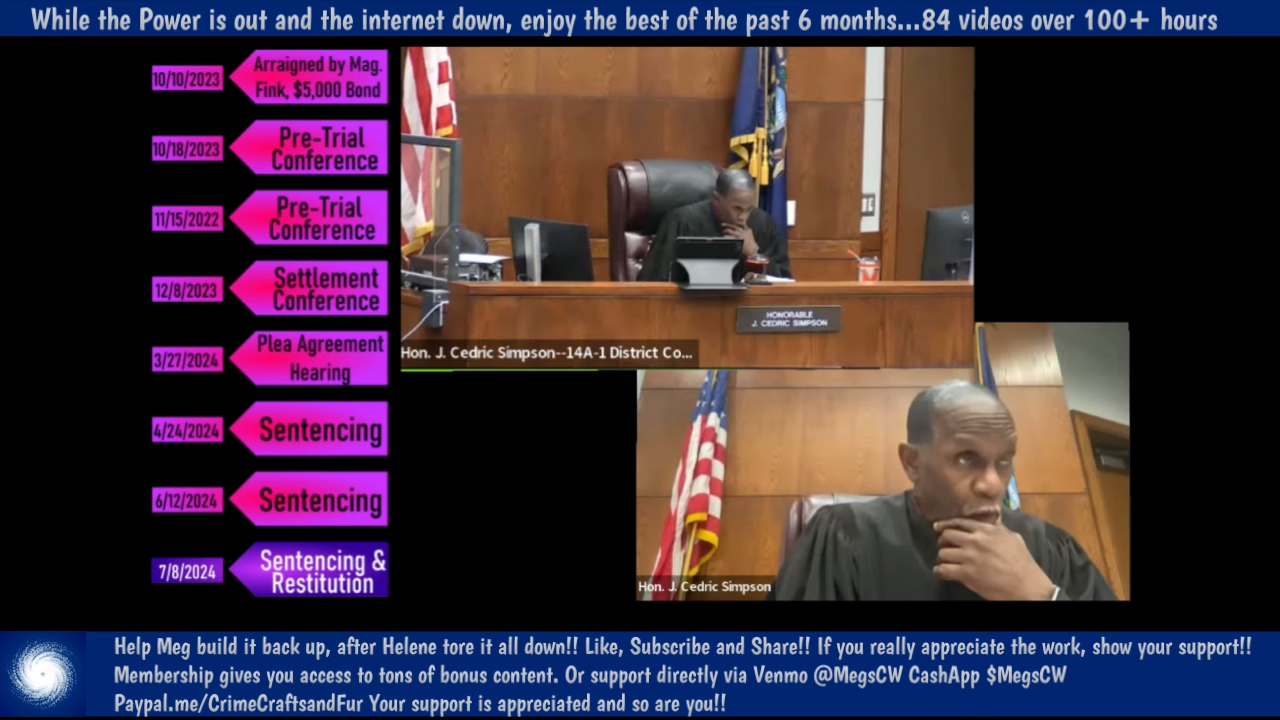 While the Power is out and the internet down, enjoy the best of the past 6 months...84 videos over 100+ hours
10/10/2023
Arraigned by Mag.
Fink, $5,000 Bond
10/18/2023
Pre-Trial
Conference
11/15/2022
Pre-Trial
Conference
12/8/2023
Settlement
Conference
3/27/2024
Plea Agreement
Hearing
4/24/2024
Sentencing
6/12/2024
Sentencing
7/8/2024
Sentencing &
Restitution
HONORABLE
J. CEDRIC SIMPSON
Hon. J. Cedric Simpson--14A-1 District Co...
Hon. J. Cedric Simpson
Help Meg build it back up, after Helene tore it all down!! Like, Subscribe and Share!! If you really appreciate the work, show your support!!
Membership gives you access to tons of bonus content. Or support directly via Venmo @MegsCW CashApp $MegsCW
Paypal.me/CrimeCraftsandFur Your support is appreciated and so are you!!